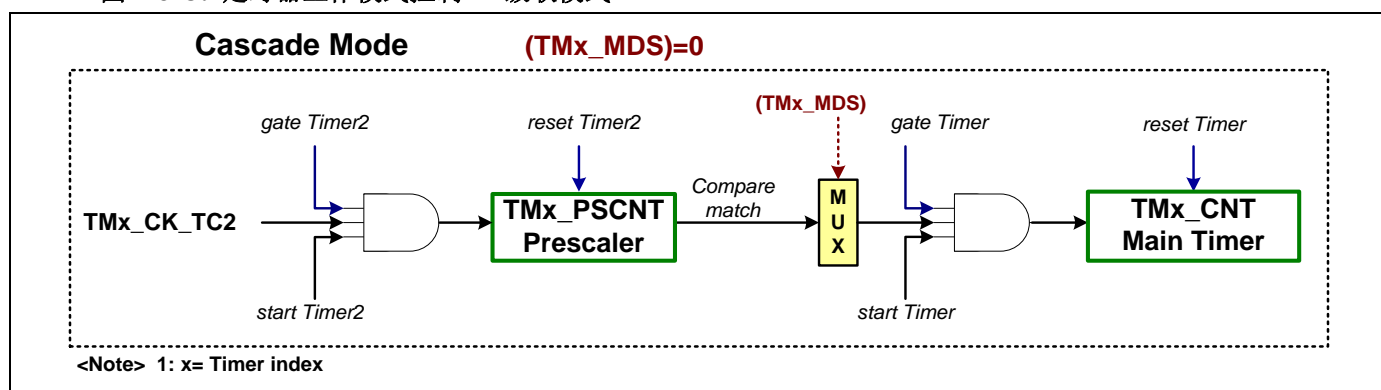 Cascade Mode (TMx_MDS)=0
(TMx_MDS)
gate Timer2 reset Timer2 gate Timer reset Timer
TMx_CK_TC2
TMx_PSCNT
Prescaler
Compare
match
MUX
TMx_CNT
Main Timer
start Timer2 start Timer
<Note> 1: x= Timer index